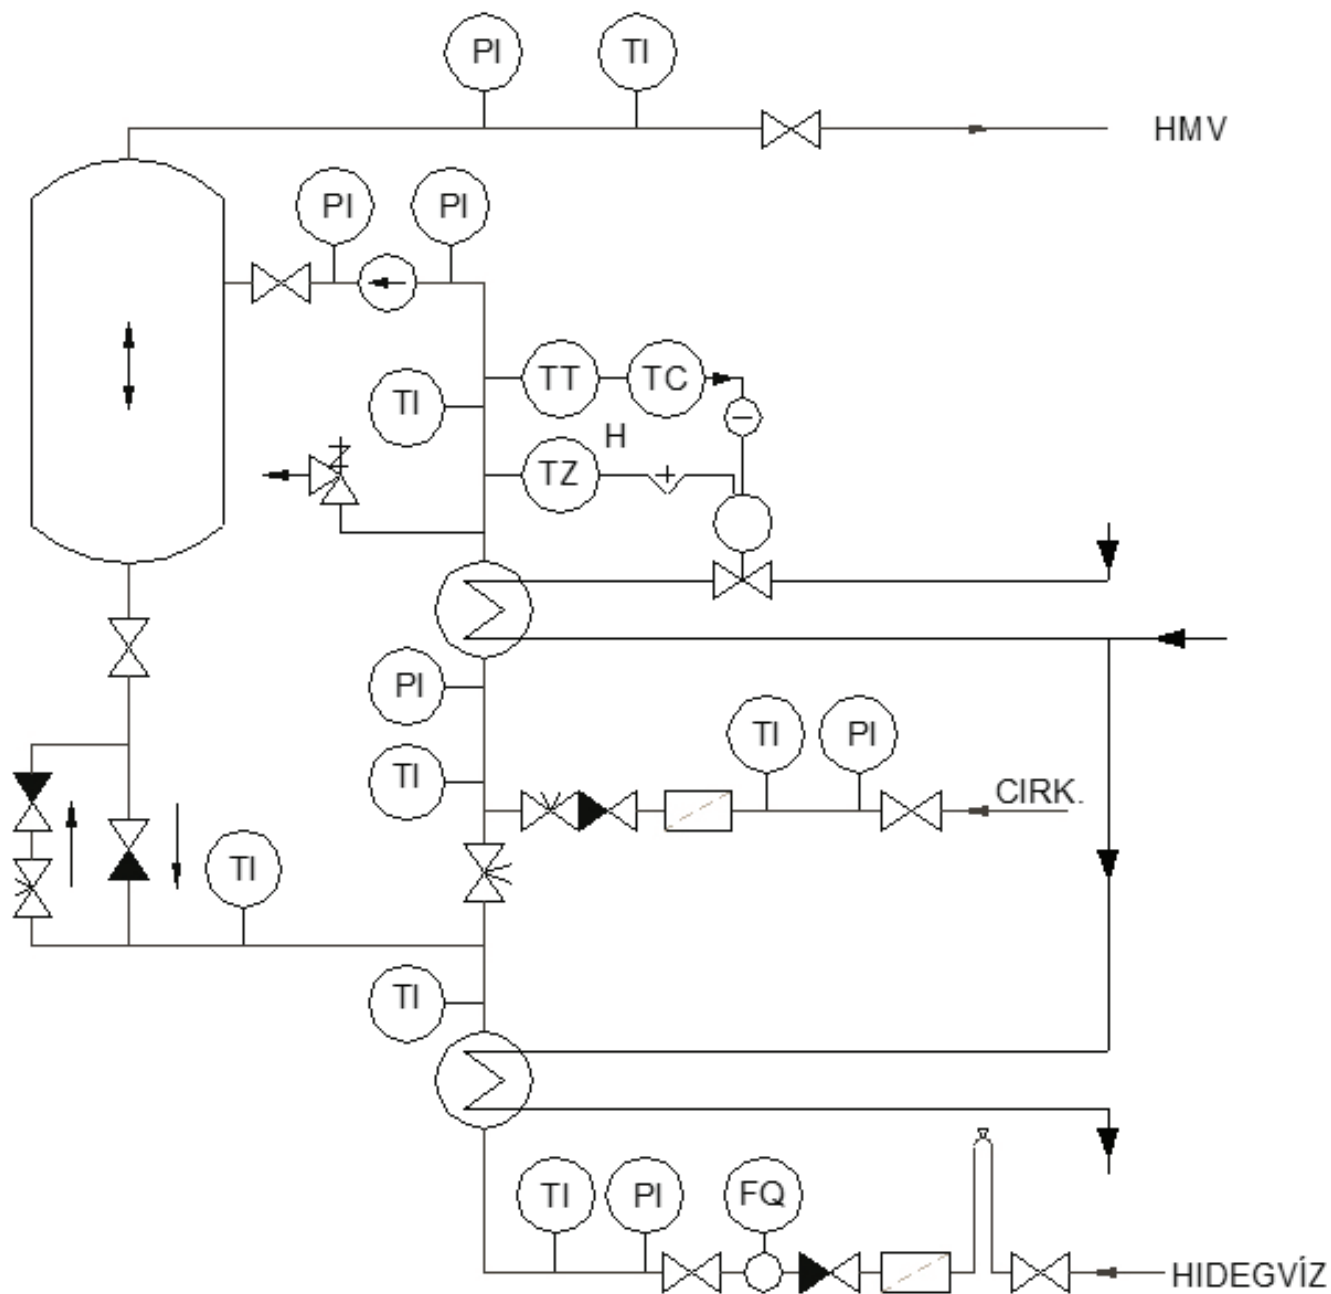 PI TI
HMV
PI PI
TT TC
TI
H
TZ
PI
TI PI
TI
CIRK.
TI
TI
TI PI FQ
HIDEGVÍZ